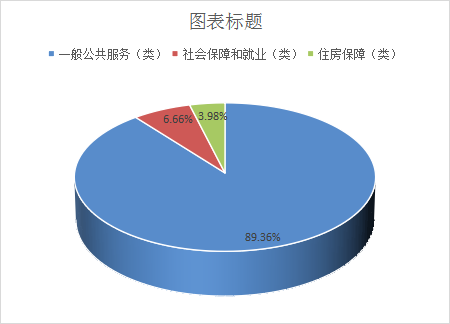 图表标题
一般公共服务（类） 社会保障和就业（类） 住房保障（类）
6.66% 3.98%
89.36%